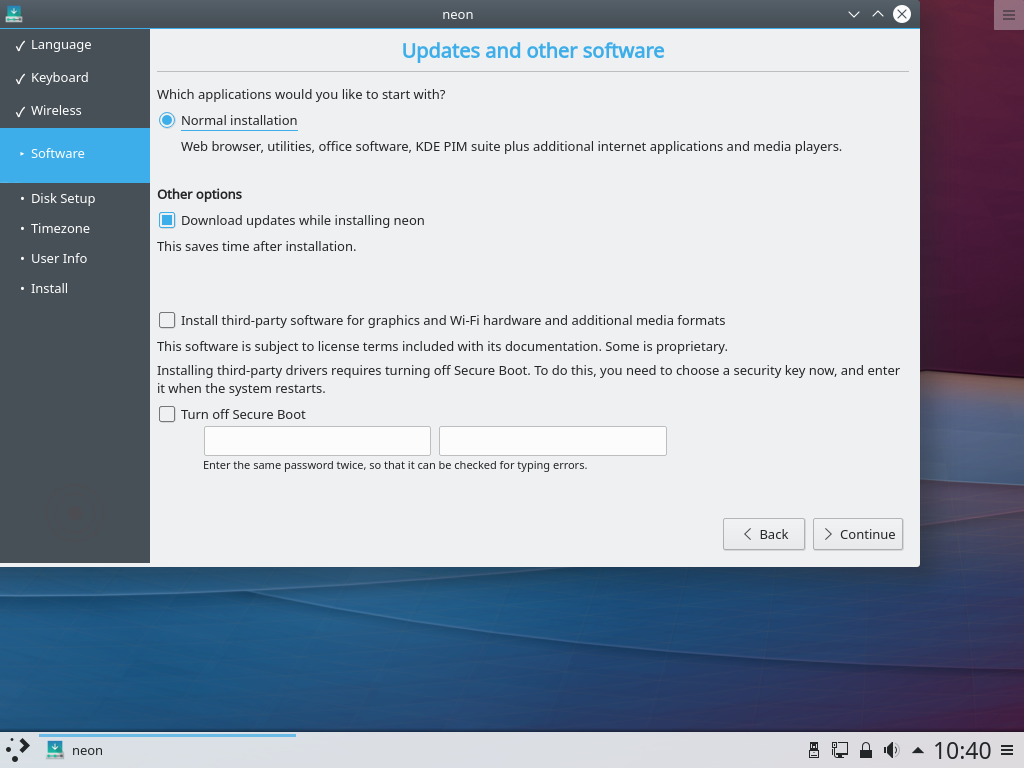 neon
Language
Keyboard
Wireless
Software
Disk Setup
Timezone
User Info
Install
Updates and other software
Which applications would you like to start with?
Normal installation
Web browser, utilities, office software, KDE PIM suite plus additional internet applications and media players.
Other options
Download updates while installing neon
This saves time after installation.
Install third-party software for graphics and Wi-Fi hardware and additional media formats
This software is subject to license terms included with its documentation. Some is proprietary.
Installing third-party drivers requires turning off Secure Boot. To do this, you need to choose a security key now, and enter
it when the system restarts.
Turn off Secure Boot
Enter the same password twice, so that it can be checked for typing errors.
Back
Continue
neon
10:40